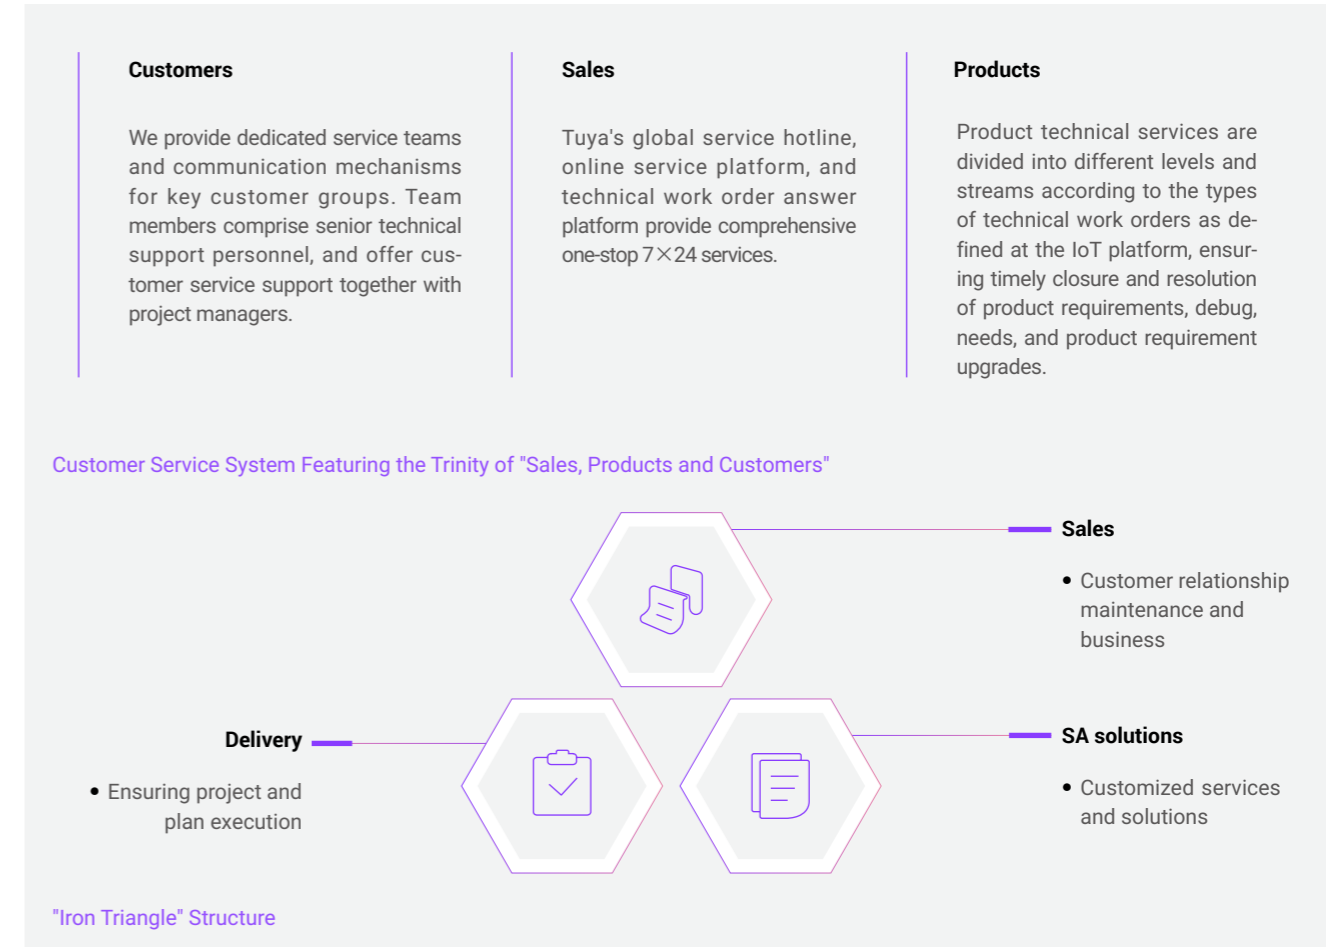 Customers
We provide dedicated service teams
and communication mechanisms
for key customer groups. Team
members comprise senior technical
support personnel, and offer cus-
tomer service support together with
project managers.
Sales
Tuya's global service hotline,
online service platform, and
technical work order answer
platform provide comprehensive
one-stop 7×24 services.
Products
Product technical services are
divided into different levels and
streams according to the types
of technical work orders as de-
fined at the IoT platform, ensur-
ing timely closure and resolution
of product requirements, debug,
needs, and product requirement
upgrades.
Customer Service System Featuring the Trinity of "Sales, Products and Customers"
Sales
• Customer relationship
maintenance and
business
Delivery
• Ensuring project and
plan execution
SA solutions
• Customized services
and solutions
"Iron Triangle" Structure